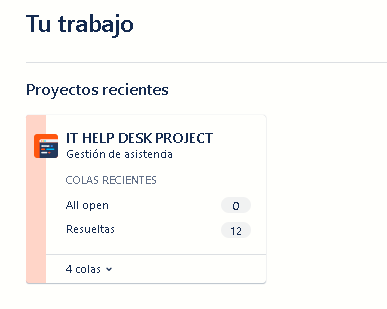 Tu trabajo
Proyectos recientes
IT HELP DESK PROJECT
Gestión de asistencia
COLAS RECIENTES
All open 0
Resueltas 12
4 colas